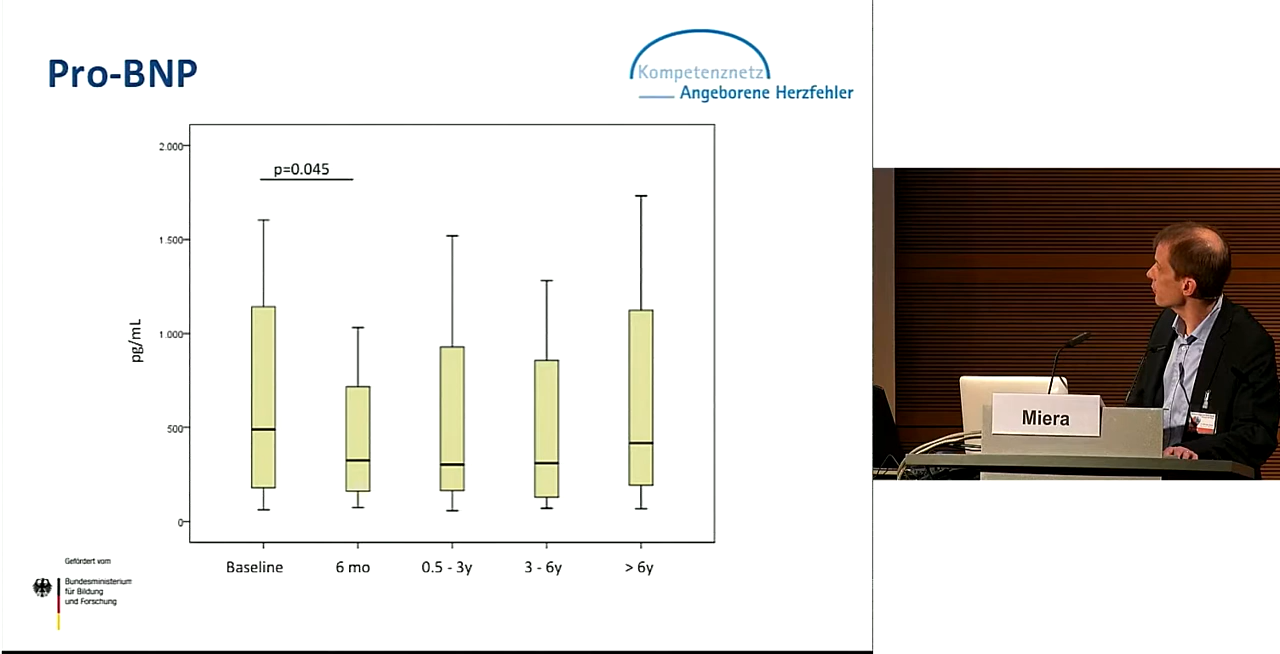 Pro-BNP
Kompetenznetz
Angeborene Herzfehler
2.000
p=0.045
1.500
1.000
pg/mL
500
0
Baseline
6 mo
0.5 - 3y
3 - 6y
> 6y
Gefördert vom
Bundesministerium
für Bildung
und Forschung
Miera